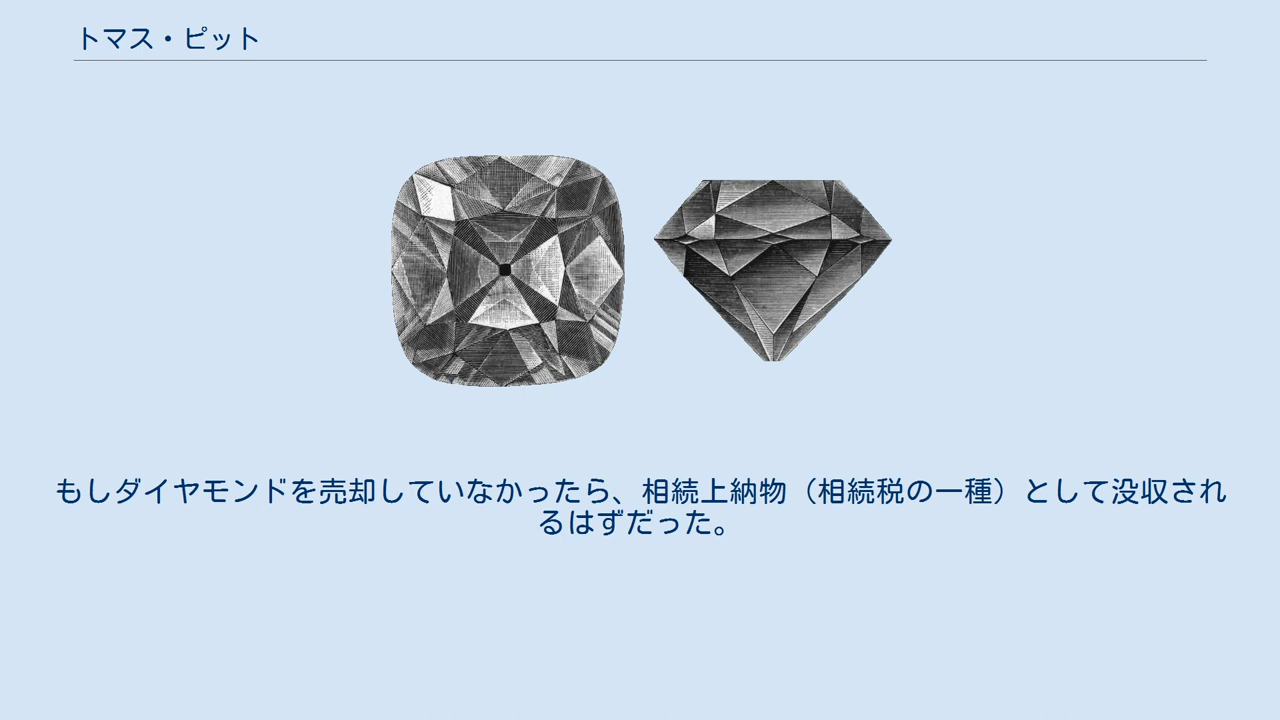 トマス・ピット
もしダイヤモンドを売却していなかったら、相続上納物（相続税の一種）として没収され
るはずだった。